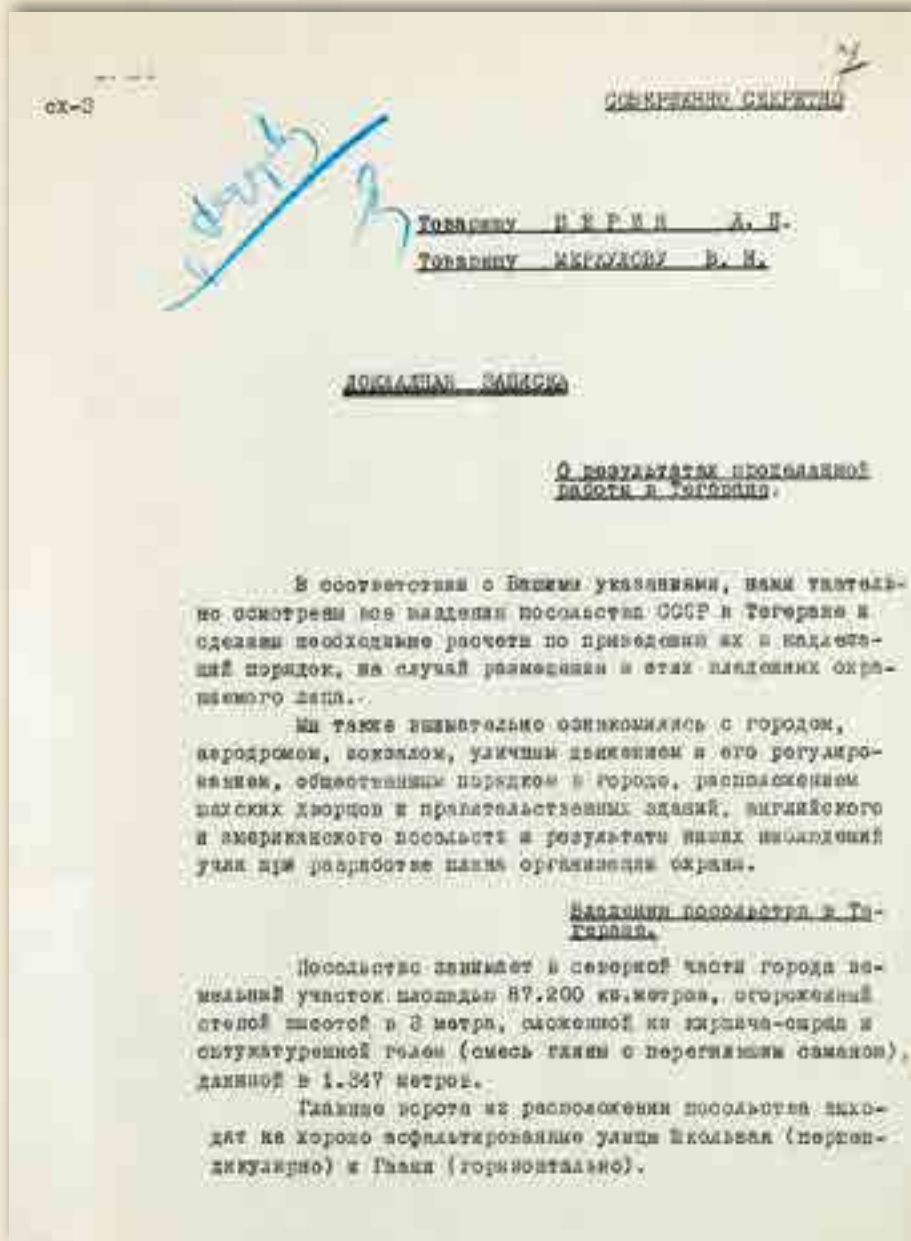 сх-3
СОВЕРШЕННО СЕКРЕТНО
Товарищу БЕРИЯ Л. П.
Товарищу МЕРКУЛОВУ В. Н.
ДОКЛАДНАЯ ЗАПИСКА
О результатах проделанной
работы в Тегеране.
В соответствии с Вашими указаниями, нами тщатель-
но осмотрены все владения посольства СССР в Тегеране и
сделаны необходимые расчеты по приведению их в надлежа-
щий порядок, на случай размещения в этих владениях охра-
няемого лица.
Мы также внимательно ознакомились с городом,
аеродромом, вокзалом, уличным движением и его регулиро-
ванием, общественным порядком в городе, расположением
шахских дворцов и правительственных зданий, английского
и американского посольств и результаты наших наблюдений
учли при разработке плана организации охраны.
Владения посольства в Те-
геране.
Посольство занимает в северной части города зе-
мельный участок площадью 87.200 кв.метров, огороженный
стеной высотой в 3 метра, сложенной из кирпича-сырца и
оштукатуренной (смесь глины с перегнившим саманом),
длиной в 1.347 метров.
Главные ворота из расположения посольства выхо-
дят на хорошо асфальтированные улицы Школьная (перпен-
дикулярно) и (горизонтально).